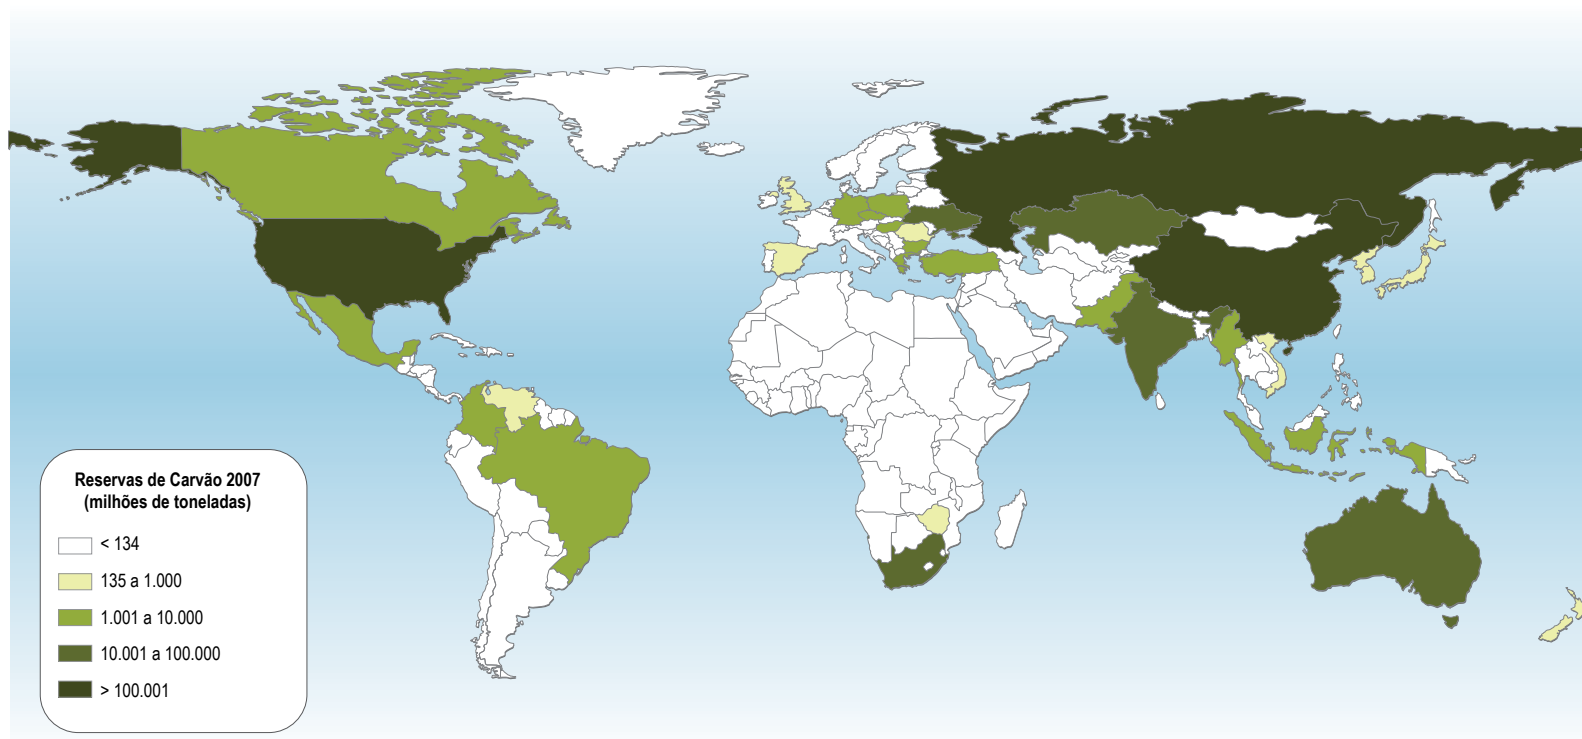 Reservas de Carvão 2007
(milhões de toneladas)
< 134
135 a 1.000
1.001 a 10.000
10.001 a 100.000
> 100.001